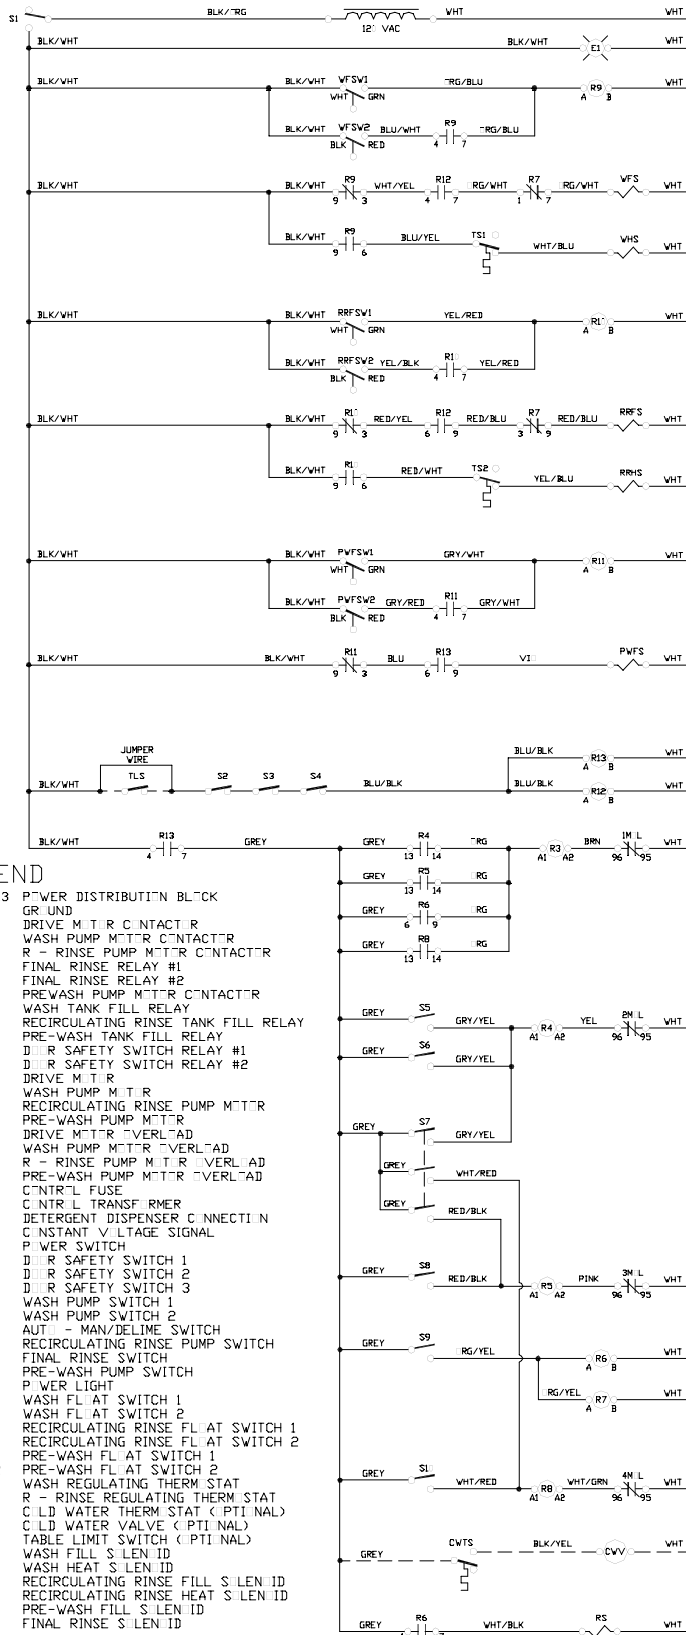 S1 BLK/ORG WHT WHT
120 VAC
BLK/WHT BLK/WHT E1 WHT
BLK/WHT BLK/WHT WFSW1 ORG/BLU R9 WHT
WHT GRN A B
BLK/WHT WFSW2 BLU/WHT R9 ORG/BLU
BLK RED 4 7
BLK/WHT BLK/WHT R9 WHT/YEL R12 ORG/WHT R7 ORG/WHT WFS WHT
9 3 4 7 1 7
BLK/WHT R9 BLU/YEL TS1 WHT/BLU WHS WHT
9 6
BLK/WHT BLK/WHT RRFSW1 YEL/RED R10 WHT
WHT GRN A B
BLK/WHT RRFSW2 YEL/BLK R10 YEL/RED
BLK RED 4 7
BLK/WHT BLK/WHT R10 RED/YEL R12 RED/BLU R7 RED/BLU RRFS WHT
9 3 6 9 3 9
BLK/WHT R10 RED/WHT TS2 YEL/BLU RRHS WHT
9 6
BLK/WHT BLK/WHT PWFSW1 GRY/WHT R11 WHT
WHT GRN A B
BLK/WHT PWFSW2 GRY/RED R11 GRY/WHT
BLK RED 4 7
BLK/WHT BLK/WHT R11 BLU R13 VIO PWFS WHT
9 3 6 9
JUMPER
WIRE
BLU/BLK R13 WHT
A B
BLK/WHT TLS S2 S3 S4 BLU/BLK BLU/BLK R12 WHT
A B
BLK/WHT R13 GREY GREY R4 ORG R3 BRN 1MOL WHT
4 7 13 14 A1 A2 96 95
GREY R5 ORG
13 14
GREY R6 ORG
6 9
GREY R8 ORG
13 14
GREY S5 GRY/YEL R4 YEL 2MOL WHT
A1 A2 96 95
GREY S6 GRY/YEL
GREY S7 GRY/YEL
GREY WHT/RED
GREY RED/BLK
GREY S8 RED/BLK R5 PINK 3MOL WHT
A1 A2 96 95
GREY S9 ORG/YEL R6 WHT
A B
ORG/YEL R7 WHT
A B
GREY S10 WHT/RED R8 WHT/GRN 4MOL WHT
A1 A2 96 95
GREY CWTS BLK/YEL CWV WHT
GREY R6 WHT/BLK RS WHT
END
3 POWER DISTRIBUTION BLOCK
GROUND
DRIVE MOTOR CONTACTOR
WASH PUMP MOTOR CONTACTOR
R - RINSE PUMP MOTOR CONTACTOR
FINAL RINSE RELAY #1
FINAL RINSE RELAY #2
PREWASH PUMP MOTOR CONTACTOR
WASH TANK FILL RELAY
RECIRCULATING RINSE TANK FILL RELAY
PRE-WASH TANK FILL RELAY
DOOR SAFETY SWITCH RELAY #1
DOOR SAFETY SWITCH RELAY #2
DRIVE MOTOR
WASH PUMP MOTOR
RECIRCULATING RINSE PUMP MOTOR
PRE-WASH PUMP MOTOR
DRIVE MOTOR OVERLOAD
WASH PUMP MOTOR OVERLOAD
R - RINSE PUMP MOTOR OVERLOAD
PRE-WASH PUMP MOTOR OVERLOAD
CONTROL FUSE
CONTROL TRANSFORMER
DETERGENT DISPENSER CONNECTION
CONSTANT VOLTAGE SIGNAL
POWER SWITCH
DOOR SAFETY SWITCH 1
DOOR SAFETY SWITCH 2
DOOR SAFETY SWITCH 3
WASH PUMP SWITCH 1
WASH PUMP SWITCH 2
AUTO - MAN/DELIME SWITCH
RECIRCULATING RINSE PUMP SWITCH
FINAL RINSE SWITCH
PRE-WASH PUMP SWITCH
POWER LIGHT
WASH FLOAT SWITCH 1
WASH FLOAT SWITCH 2
RECIRCULATING RINSE FLOAT SWITCH 1
RECIRCULATING RINSE FLOAT SWITCH 2
PRE-WASH FLOAT SWITCH 1
PRE-WASH FLOAT SWITCH 2
WASH REGULATING THERMOSTAT
R - RINSE REGULATING THERMOSTAT
COLD WATER THERMOSTAT (OPTIONAL)
COLD WATER VALVE (OPTIONAL)
TABLE LIMIT SWITCH (OPTIONAL)
WASH FILL SOLENOID
WASH HEAT SOLENOID
RECIRCULATING RINSE FILL SOLENOID
RECIRCULATING RINSE HEAT SOLENOID
PRE-WASH FILL SOLENOID
FINAL RINSE SOLENOID